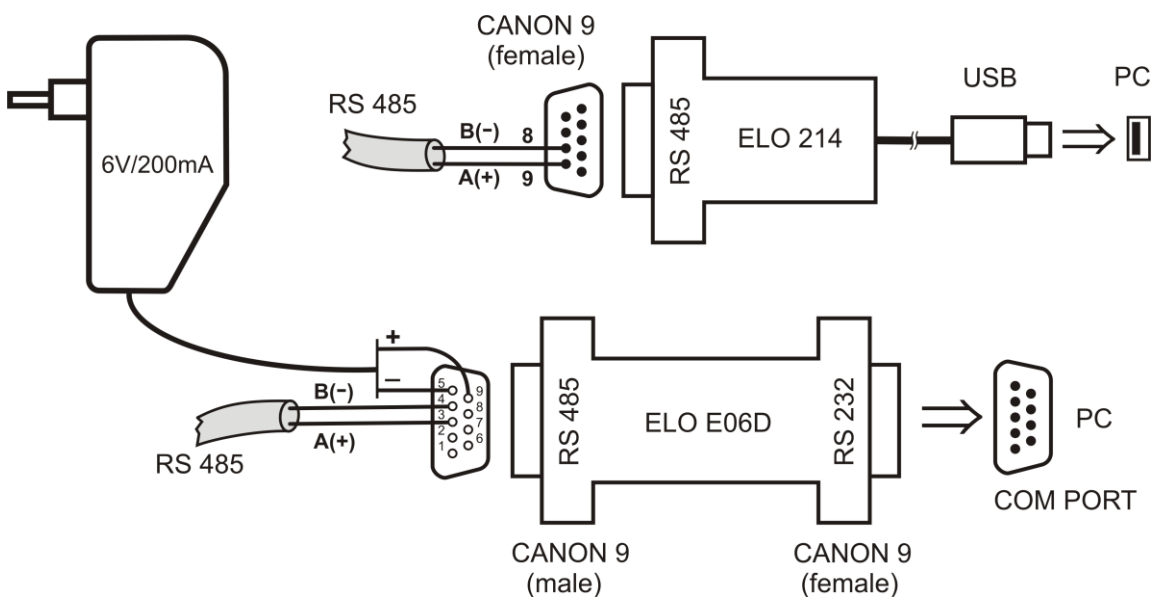 CANON 9
(female)
RS 485
B(−) 8
A(+) 9
RS 485
ELO 214
USB
PC
6V/200mA
+
−
B(−)
A(+)
RS 485
5
4
3
2
1
9
8
7
6
RS 485
ELO E06D
RS 232
PC
COM PORT
CANON 9
(male)
CANON 9
(female)